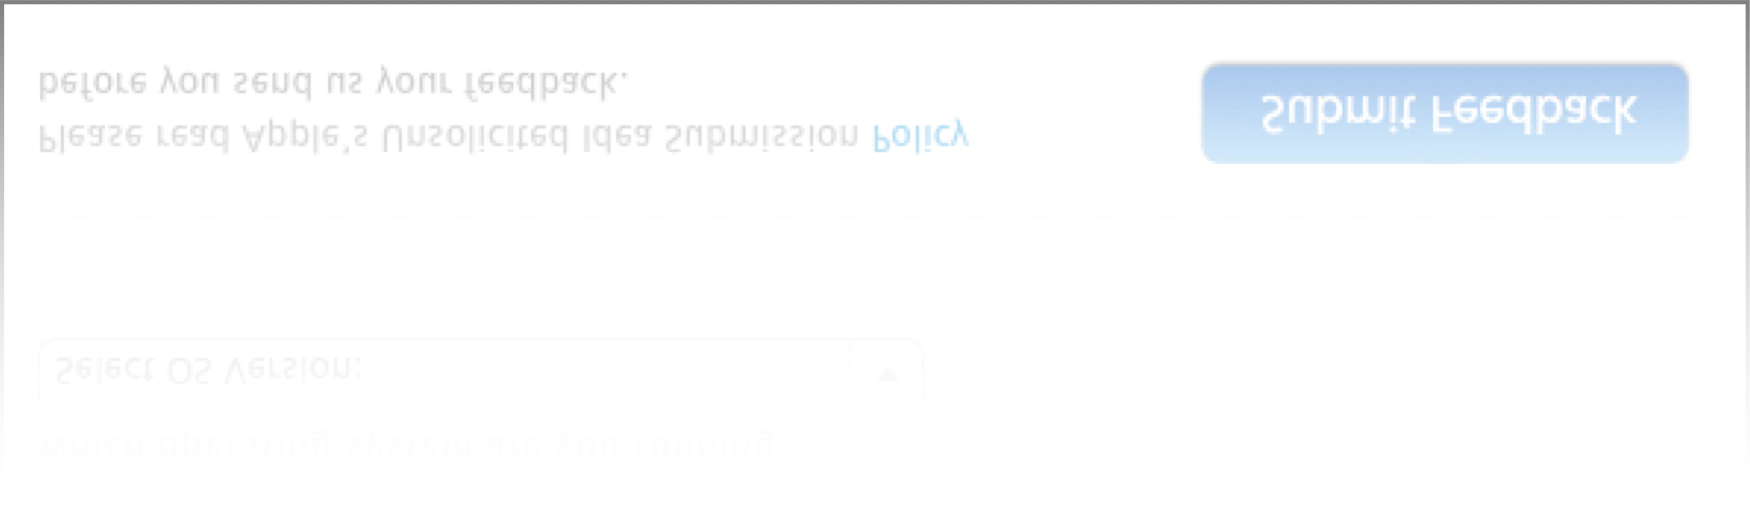 Which operating system are you running?
Select OS Version:
Please read Apple's Unsolicited Idea Submission Policy
before you send us your feedback.
Submit Feedback